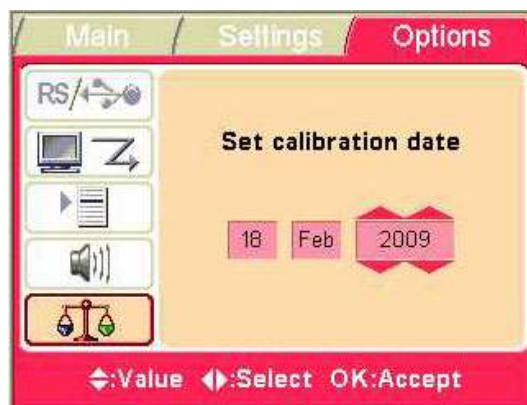 Main Settings Options
RS/
Set calibration date
18 Feb 2009
:Value :Select OK:Accept